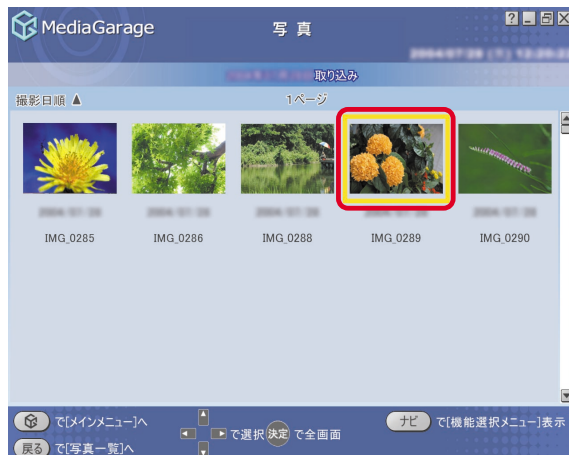 MediaGarage
写真
取り込み
撮影日順 ▲
1ページ
IMG_0285
IMG_0286
IMG_0288
IMG_0289
IMG_0290
で[メインメニュー]へ
戻る で[写真一覧]へ
で選択 決定 で全画面
ナビ で[機能選択メニュー]表示